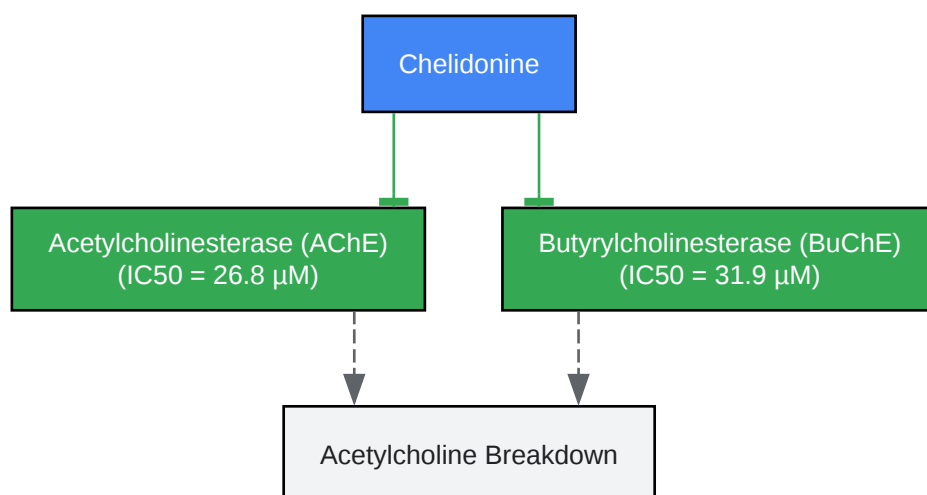 Chelidonine
Acetylcholinesterase (AChE)
(IC50 = 26.8 µM)
Butyrylcholinesterase (BuChE)
(IC50 = 31.9 µM)
Acetylcholine Breakdown